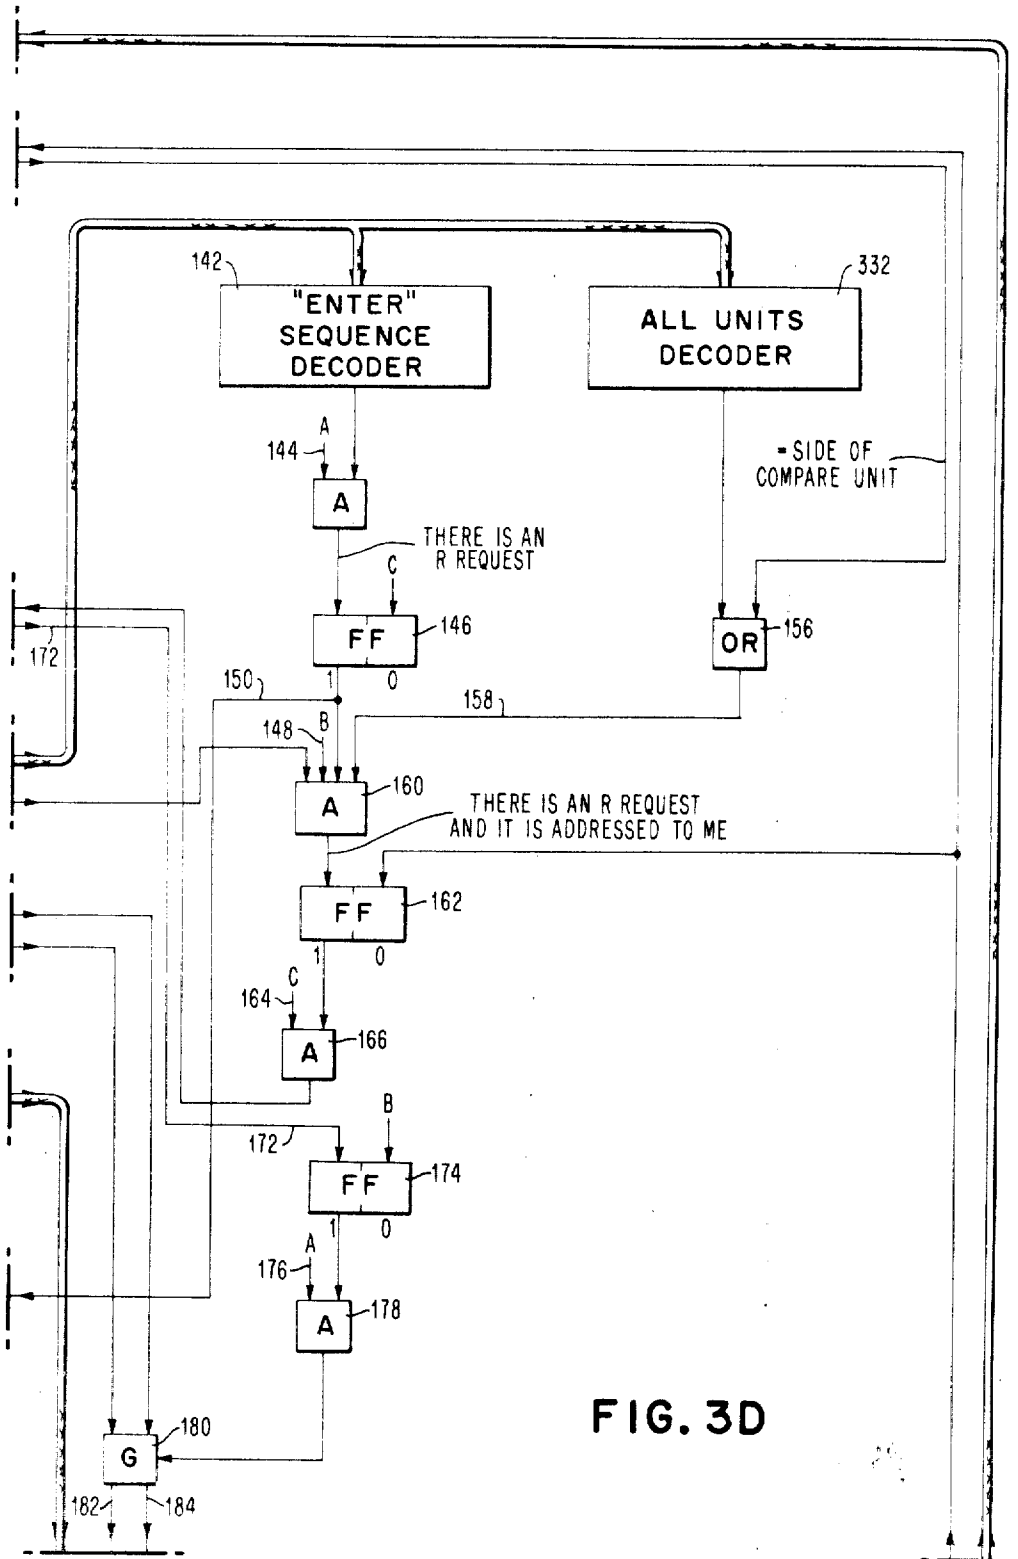 142
"ENTER"
SEQUENCE
DECODER
332
ALL UNITS
DECODER
A
144
A
= SIDE OF
COMPARE UNIT
THERE IS AN
R REQUEST
C
FF
146
1 0
OR
156
172
150
158
B
148
A
160
THERE IS AN R REQUEST
AND IT IS ADDRESSED TO ME
FF
162
1 0
C
164
A
166
B
172
FF
174
1 0
A
176
A
178
FIG. 3D
G
180
182
184